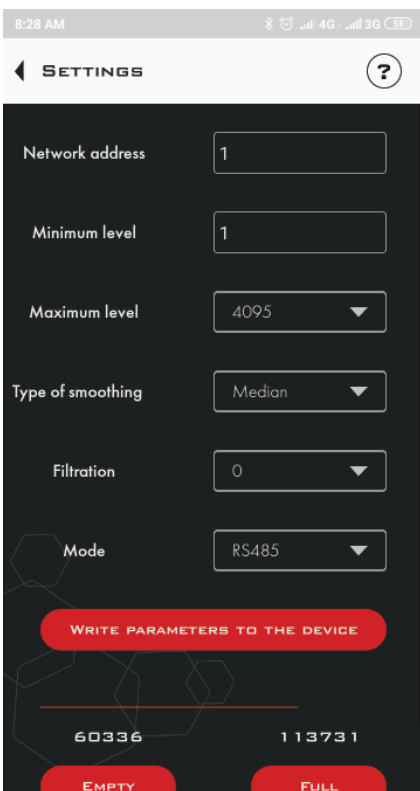 8:28 AM 4G 3G 51
SETTINGS ?
Network address 1
Minimum level 1
Maximum level 4095
Type of smoothing Median
Filtration 0
Mode RS485
WRITE PARAMETERS TO THE DEVICE
60336 113731
EMPTY FULL